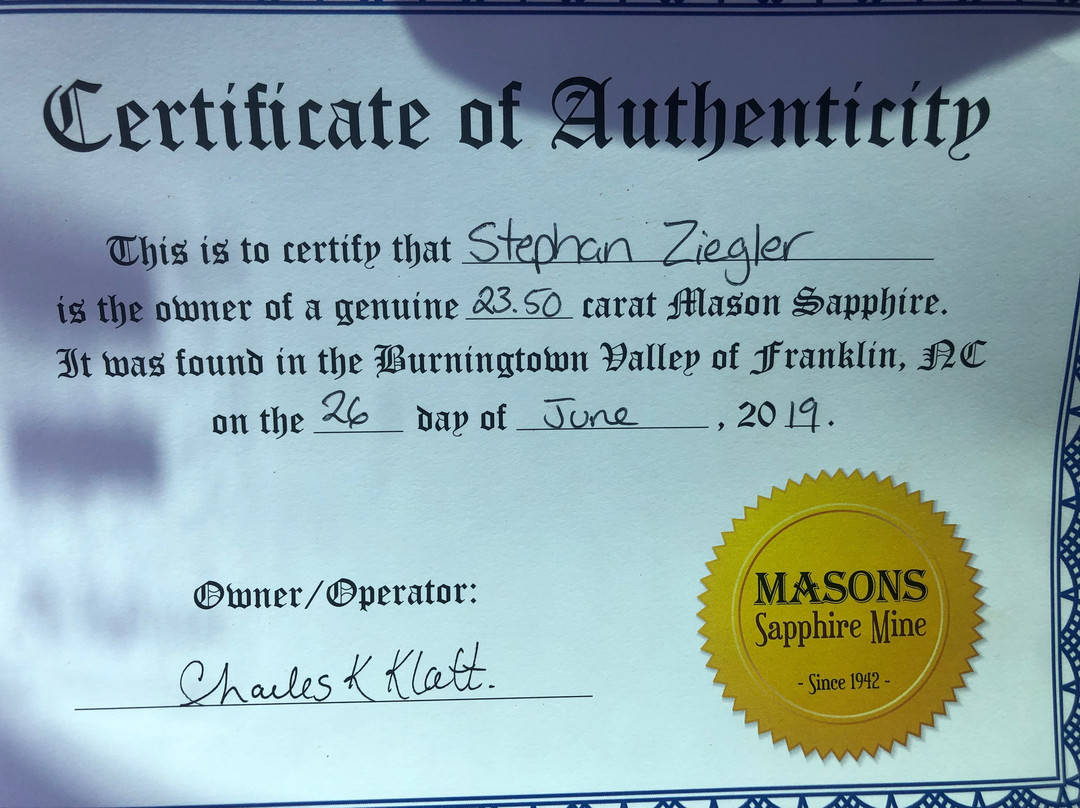 Certificate of Authenticity
This is to certify that Stephan Ziegler
is the owner of a genuine 23.50 carat Mason Sapphire.
It was found in the Burningtown Valley of Franklin, NC
on the 26 day of June, 2019.
Owner/Operator:
Charles K Klatt.
MASONS
Sapphire Mine
- Since 1942 -